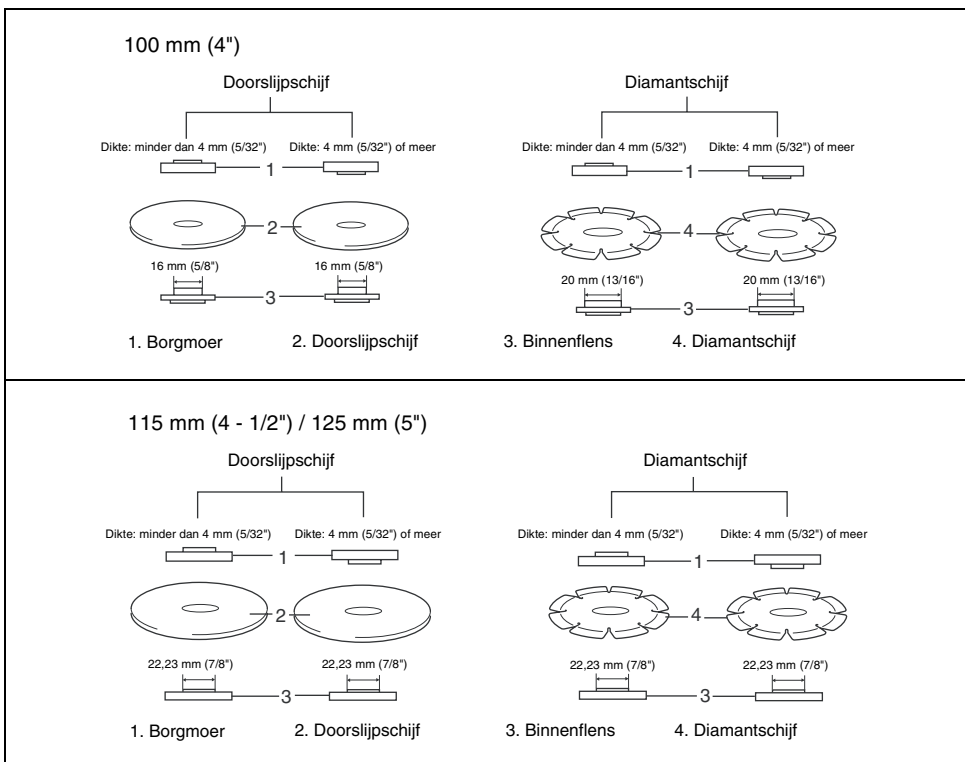 100 mm (4")
Doorslijpschijf Diamantschijf
Dikte: minder dan 4 mm (5/32") Dikte: 4 mm (5/32") of meer Dikte: minder dan 4 mm (5/32") Dikte: 4 mm (5/32") of meer
1 1
2 4
16 mm (5/8") 16 mm (5/8") 20 mm (13/16") 20 mm (13/16")
3 3
1. Borgmoer 2. Doorslijpschijf 3. Binnenflens 4. Diamantschijf
115 mm (4 - 1/2") / 125 mm (5")
Doorslijpschijf Diamantschijf
Dikte: minder dan 4 mm (5/32") Dikte: 4 mm (5/32") of meer Dikte: minder dan 4 mm (5/32") Dikte: 4 mm (5/32") of meer
1 1
2 4
22,23 mm (7/8") 22,23 mm (7/8") 22,23 mm (7/8") 22,23 mm (7/8")
3 3
1. Borgmoer 2. Doorslijpschijf 3. Binnenflens 4. Diamantschijf